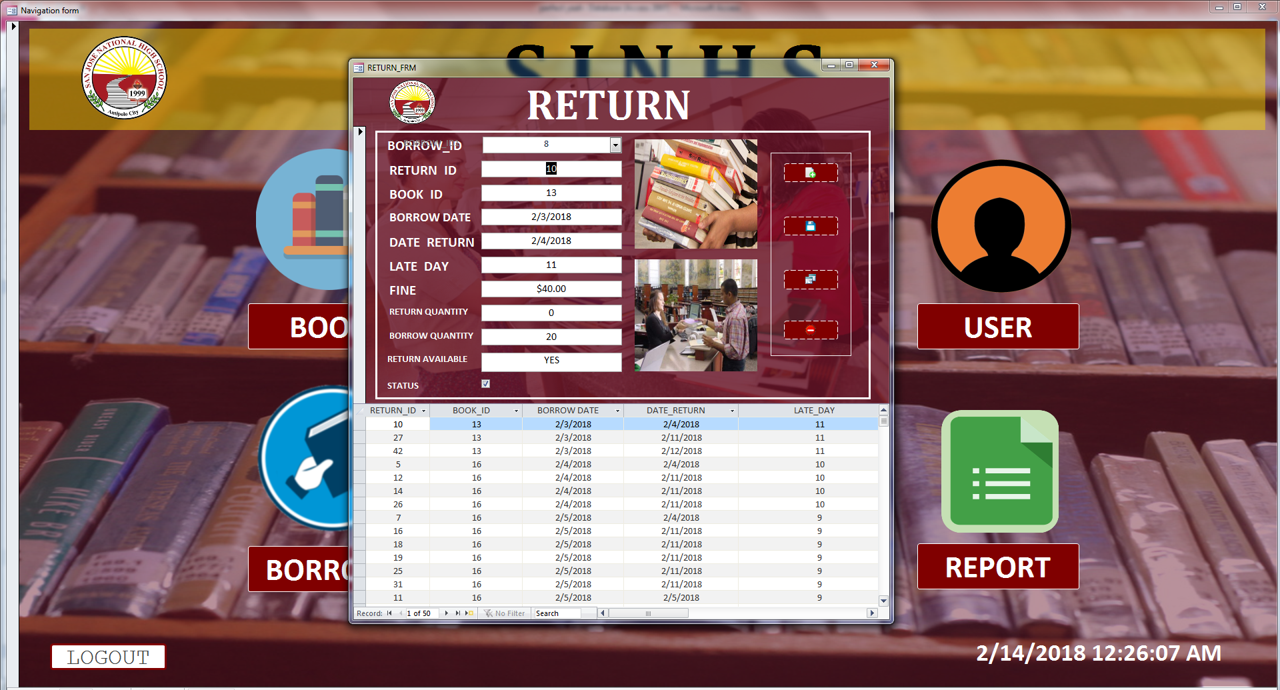 Navigation form
SJNHS
SAN JOSE NATIONAL HIGH SCHOOL
1999
Antipolo City
RETURN_FRM
RETURN
BORROW_ID 8
RETURN ID 10
BOOK ID 13
BORROW DATE 2/3/2018
DATE RETURN 2/4/2018
LATE DAY 11
FINE $40.00
RETURN QUANTITY 0
BORROW QUANTITY 20
RETURN AVAILABLE YES
STATUS
RETURN_ID BOOK_ID BORROW DATE DATE_RETURN LATE_DAY
10 13 2/3/2018 2/4/2018 11
27 13 2/3/2018 2/11/2018 11
42 13 2/3/2018 2/12/2018 11
5 16 2/4/2018 2/4/2018 10
12 16 2/4/2018 2/11/2018 10
14 16 2/4/2018 2/11/2018 10
26 16 2/4/2018 2/11/2018 10
7 16 2/5/2018 2/4/2018 9
16 16 2/5/2018 2/11/2018 9
18 16 2/5/2018 2/11/2018 9
19 16 2/5/2018 2/11/2018 9
25 16 2/5/2018 2/11/2018 9
31 16 2/5/2018 2/11/2018 9
11 16 2/5/2018 2/5/2018 9
Record: 1 of 50 No Filter Search
BOO
BORRO
USER
REPORT
LOGOUT
2/14/2018 12:26:07 AM